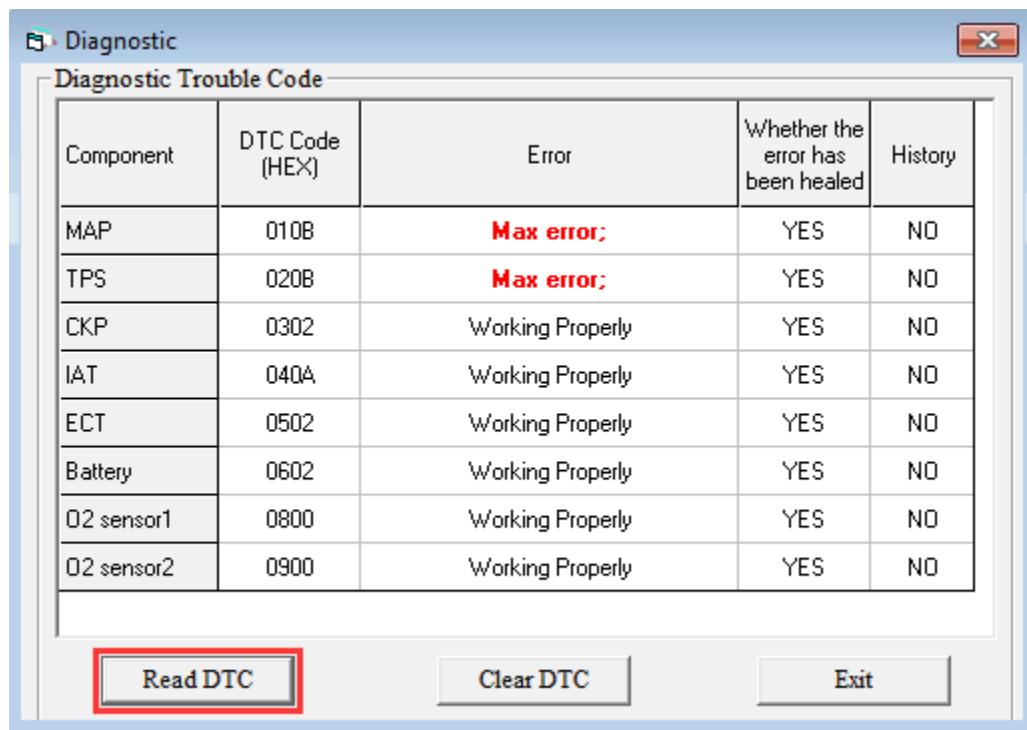 Diagnostic
Diagnostic Trouble Code
Component DTC Code (HEX) Error Whether the error has been healed History
MAP 010B Max error; YES NO
TPS 020B Max error; YES NO
CKP 0302 Working Properly YES NO
IAT 040A Working Properly YES NO
ECT 0502 Working Properly YES NO
Battery 0602 Working Properly YES NO
O2 sensor1 0800 Working Properly YES NO
O2 sensor2 0900 Working Properly YES NO
Read DTC Clear DTC Exit